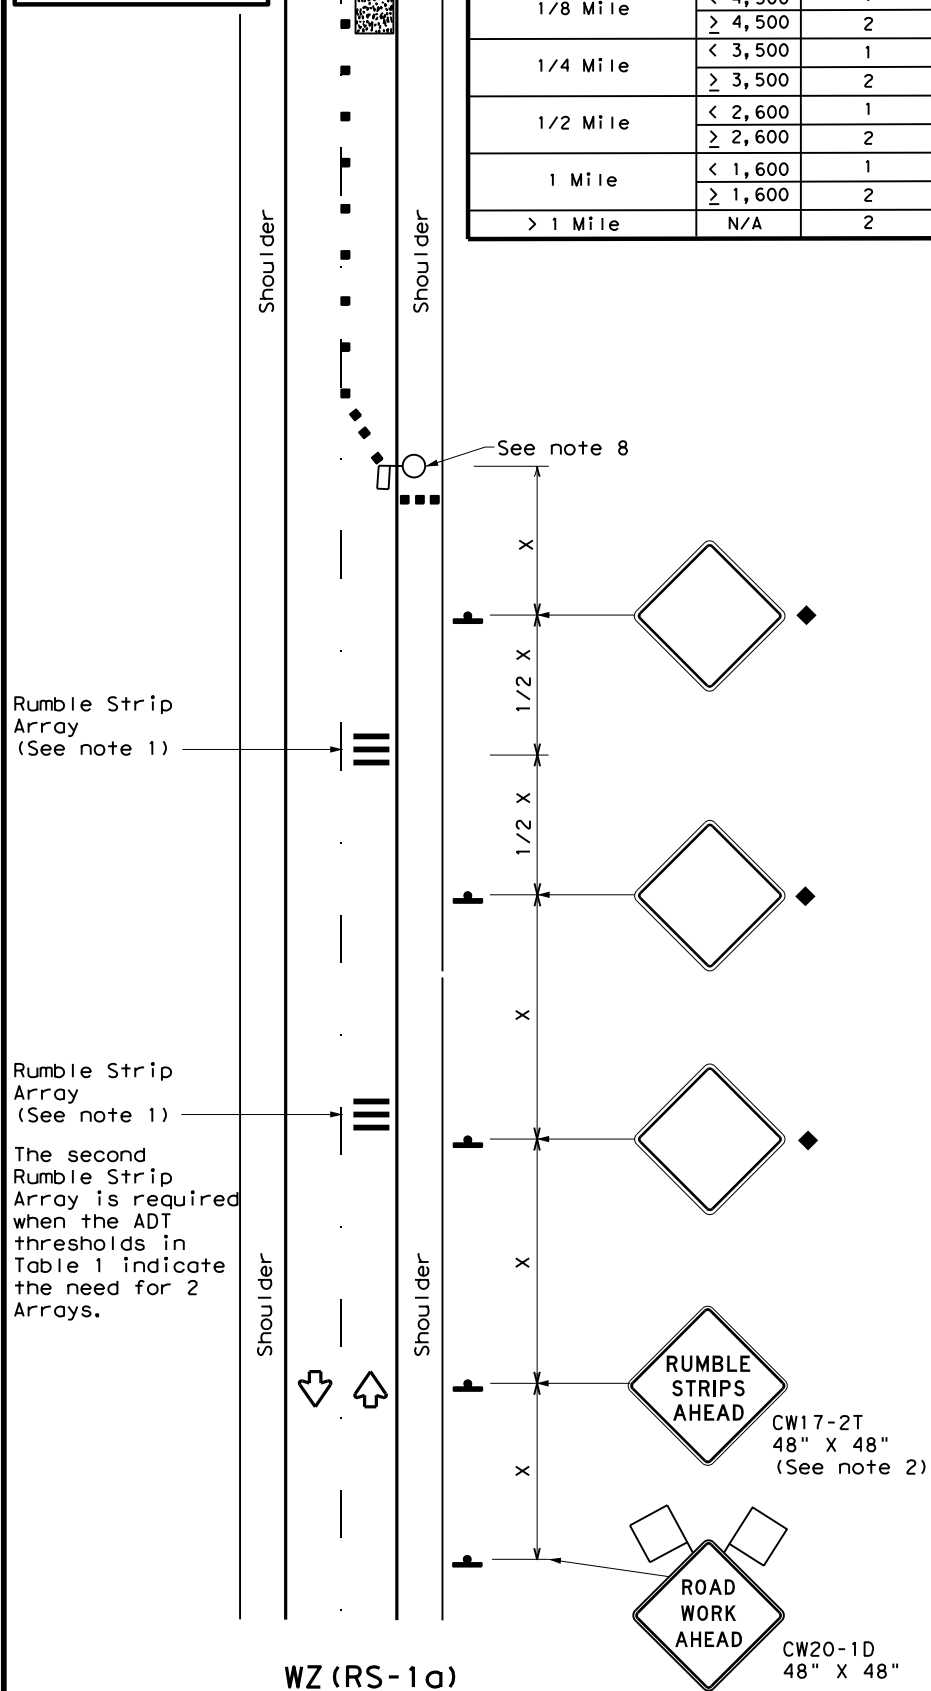 1/8 Mile
< 4,500
≥ 4,500 2
1/4 Mile
< 3,500 1
≥ 3,500 2
1/2 Mile
< 2,600 1
≥ 2,600 2
1 Mile
< 1,600 1
≥ 1,600 2
> 1 Mile N/A 2
Shoulder
Shoulder
See note 8
X
1/2 X
Rumble Strip
Array
(See note 1)
1/2 X
X
Rumble Strip
Array
(See note 1)
The second
Rumble Strip
Array is required
when the ADT
thresholds in
Table 1 indicate
the need for 2
Arrays.
Shoulder
Shoulder
X
RUMBLE
STRIPS
AHEAD
CW17-2T
48" X 48"
(See note 2)
X
ROAD
WORK
AHEAD
CW20-1D
48" X 48"
WZ(RS-1a)